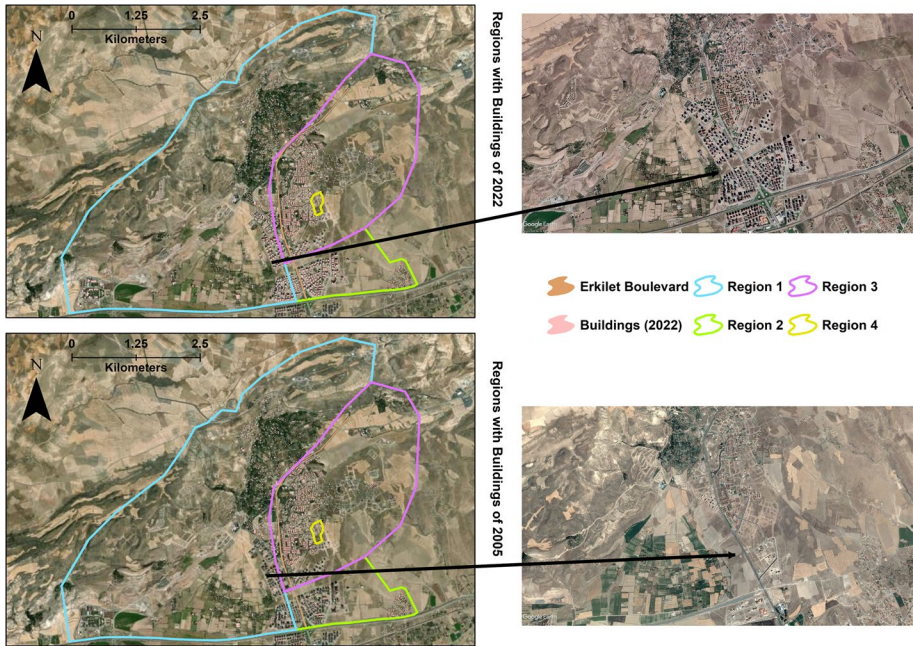 0 1.25 2.5
Kilometers
N
Regions with Buildings of 2022
Google Earth
Erkilet Boulevard
Region 1
Region 3
Buildings (2022)
Region 2
Region 4
0 1.25 2.5
Kilometers
N
Regions with Buildings of 2005
Google Earth